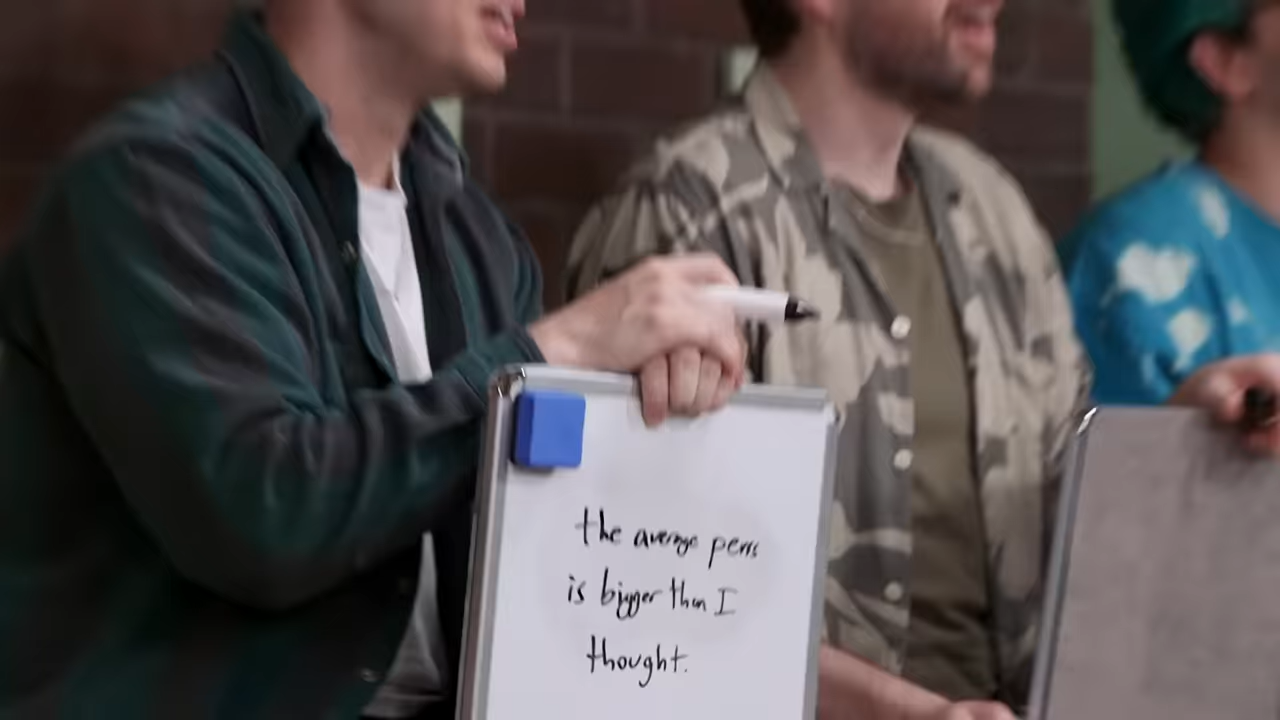 the average penis
is bigger than I
thought.